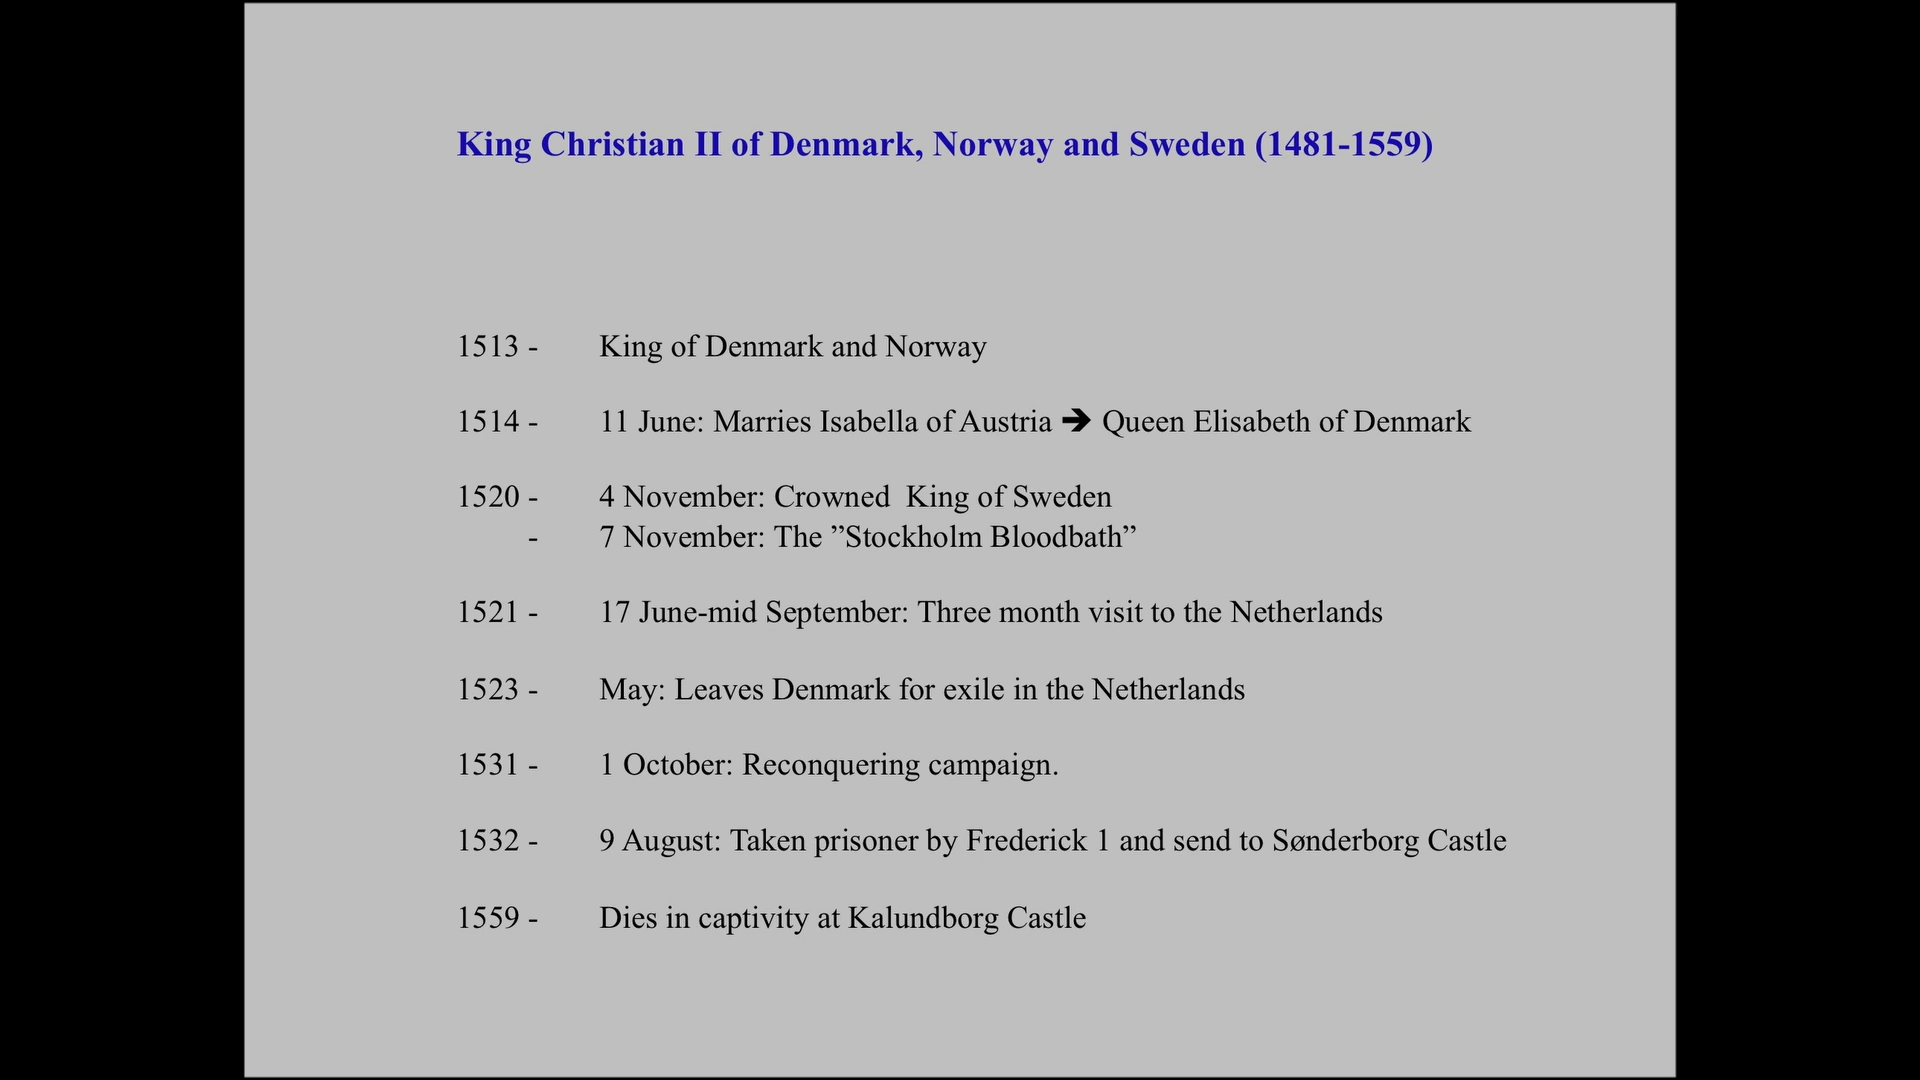 King Christian II of Denmark, Norway and Sweden (1481-1559)
1513 - King of Denmark and Norway
1514 - 11 June: Marries Isabella of Austria ➔ Queen Elisabeth of Denmark
1520 - 4 November: Crowned King of Sweden
- 7 November: The ”Stockholm Bloodbath”
1521 - 17 June-mid September: Three month visit to the Netherlands
1523 - May: Leaves Denmark for exile in the Netherlands
1531 - 1 October: Reconquering campaign.
1532 - 9 August: Taken prisoner by Frederick 1 and send to Sønderborg Castle
1559 - Dies in captivity at Kalundborg Castle